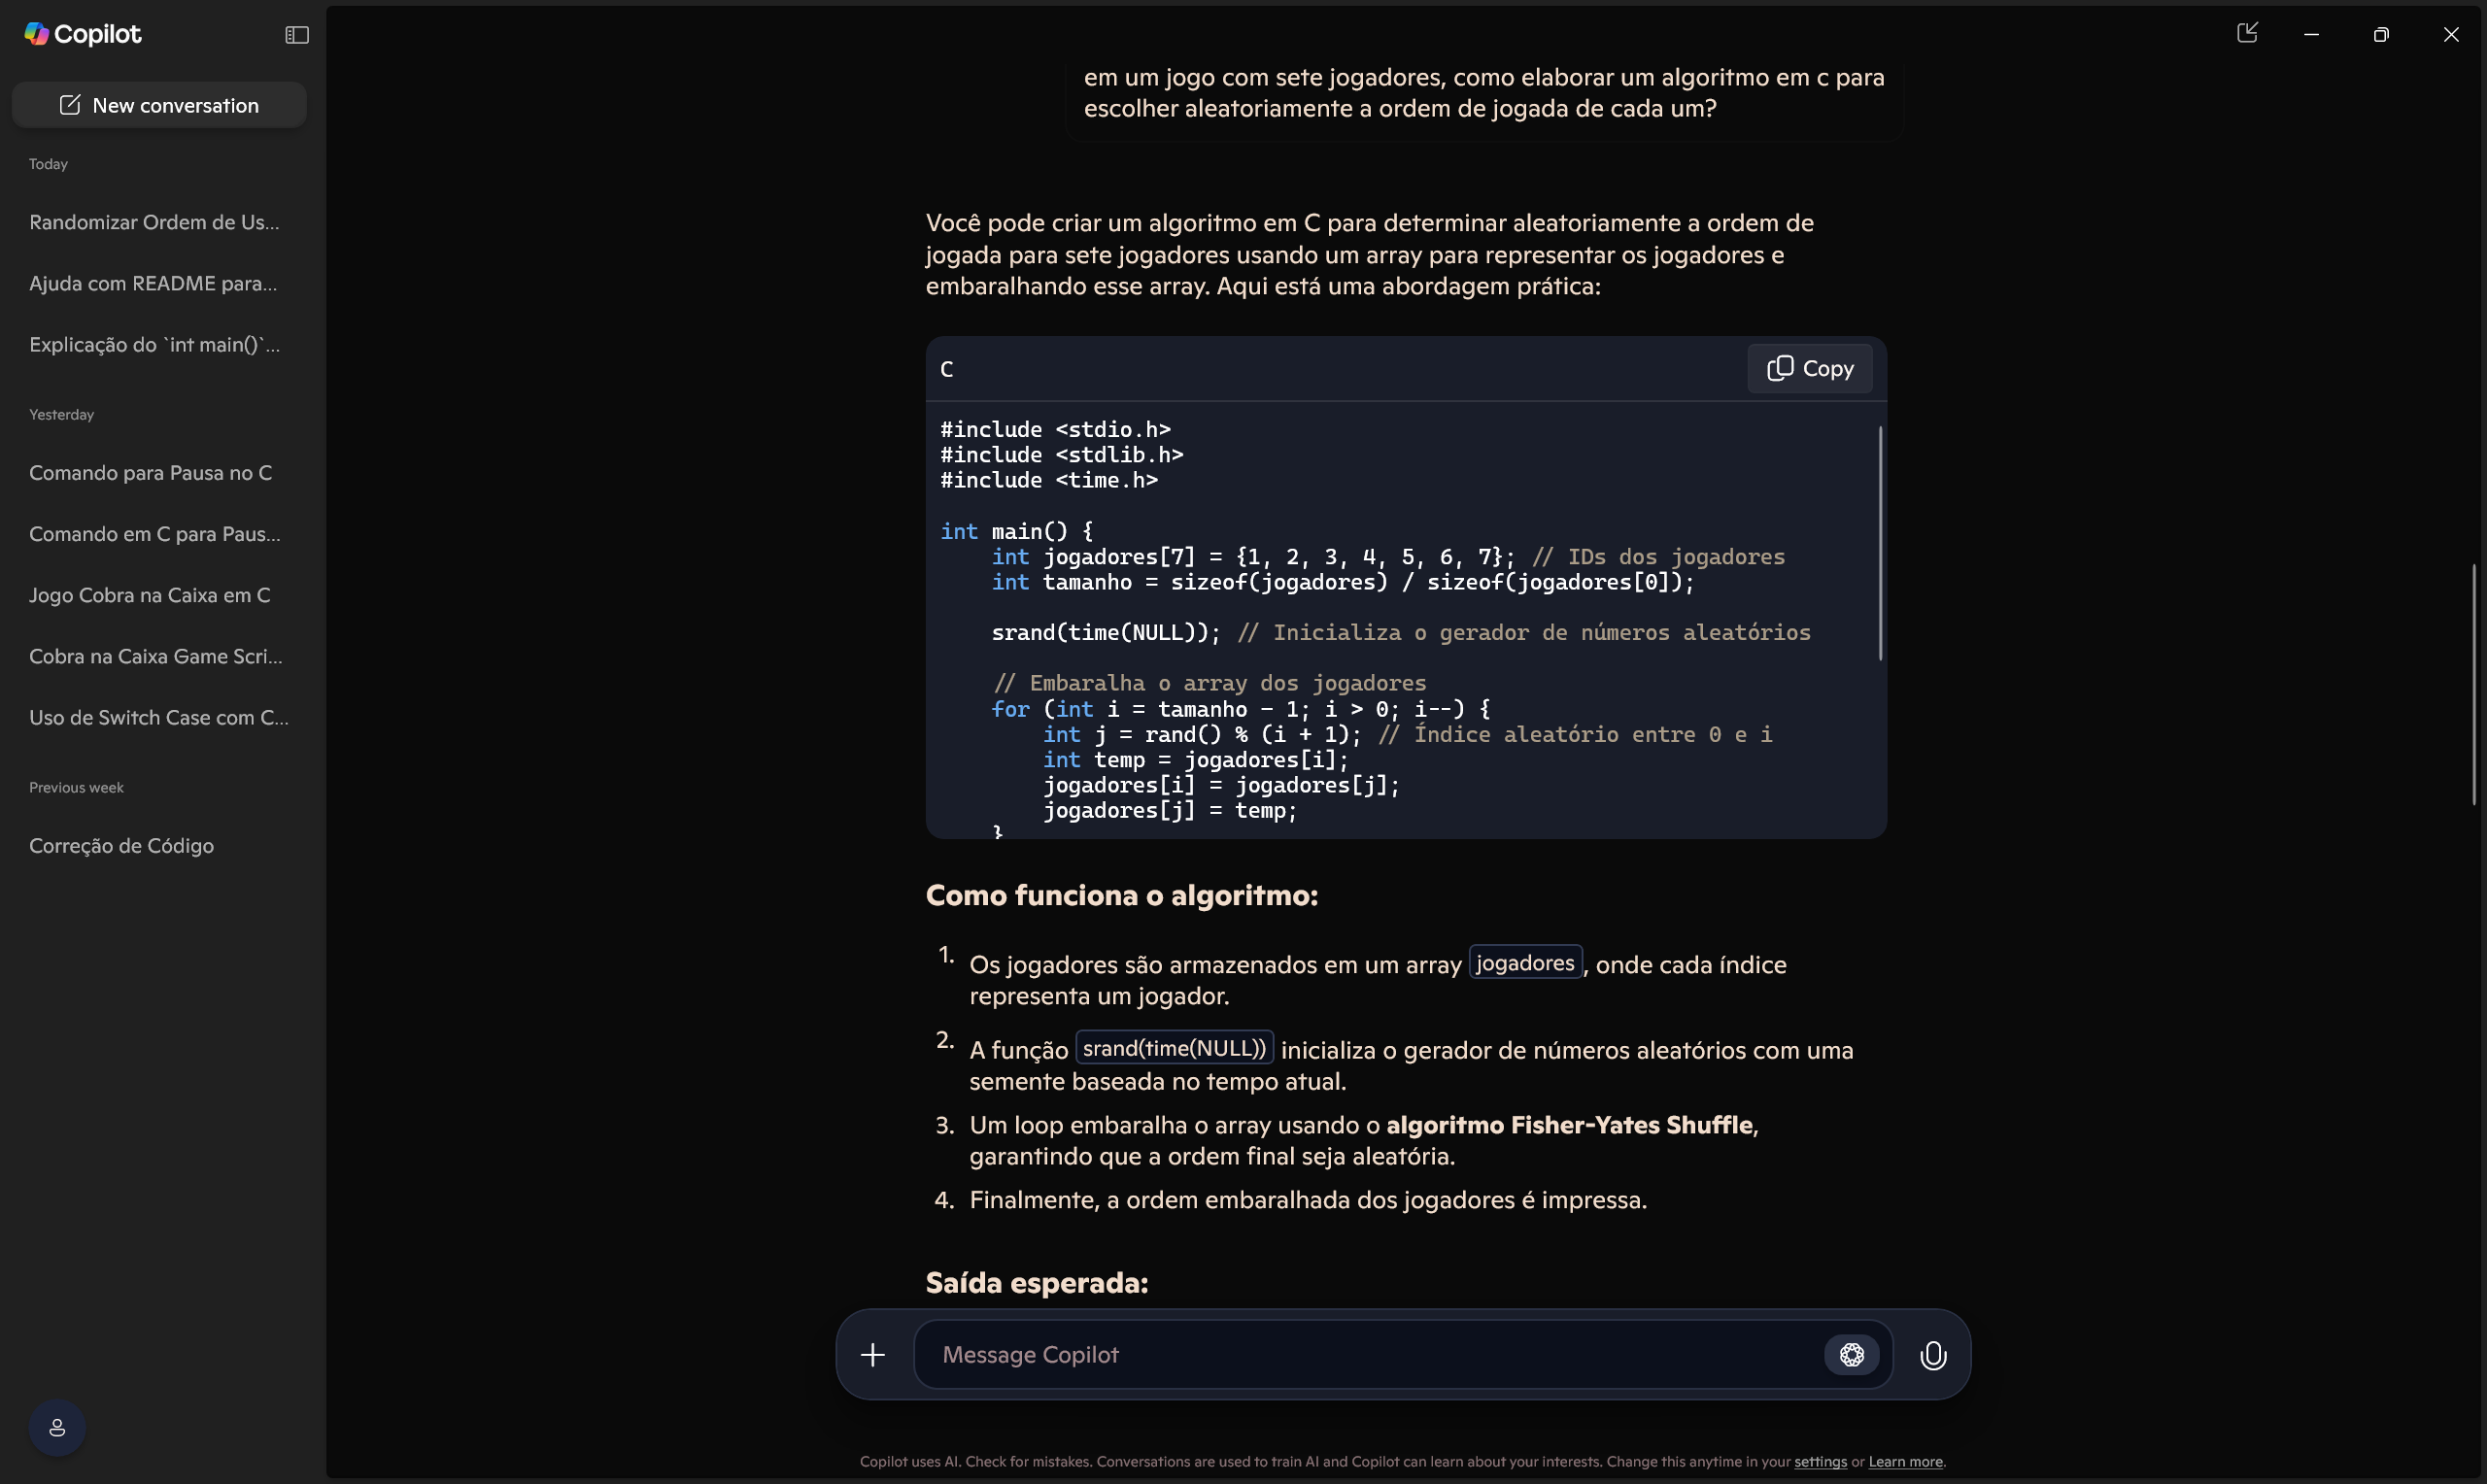 Copilot
New conversation
Today
Randomizar Ordem de Us...
Ajuda com README para...
Explicação do `int main()`...
Yesterday
Comando para Pausa no C
Comando em C para Paus...
Jogo Cobra na Caixa em C
Cobra na Caixa Game Scri...
Uso de Switch Case com C...
Previous week
Correção de Código
em um jogo com sete jogadores, como elaborar um algoritmo em c para
escolher aleatoriamente a ordem de jogada de cada um?
Você pode criar um algoritmo em C para determinar aleatoriamente a ordem de
jogada para sete jogadores usando um array para representar os jogadores e
embaralhando esse array. Aqui está uma abordagem prática:
C
Copy
#include <stdio.h>
#include <stdlib.h>
#include <time.h>
int main() {
    int jogadores[7] = {1, 2, 3, 4, 5, 6, 7}; // IDs dos jogadores
    int tamanho = sizeof(jogadores) / sizeof(jogadores[0]);
    srand(time(NULL)); // Inicializa o gerador de números aleatórios
    // Embaralha o array dos jogadores
    for (int i = tamanho - 1; i > 0; i--) {
        int j = rand() % (i + 1); // Índice aleatório entre 0 e i
        int temp = jogadores[i];
        jogadores[i] = jogadores[j];
        jogadores[j] = temp;
    }
Como funciona o algoritmo:
1. Os jogadores são armazenados em um array jogadores, onde cada índice
representa um jogador.
2. A função srand(time(NULL)) inicializa o gerador de números aleatórios com uma
semente baseada no tempo atual.
3. Um loop embaralha o array usando o algoritmo Fisher-Yates Shuffle,
garantindo que a ordem final seja aleatória.
4. Finalmente, a ordem embaralhada dos jogadores é impressa.
Saída esperada:
Message Copilot
Copilot uses AI. Check for mistakes. Conversations are used to train AI and Copilot can learn about your interests. Change this anytime in your settings or Learn more.